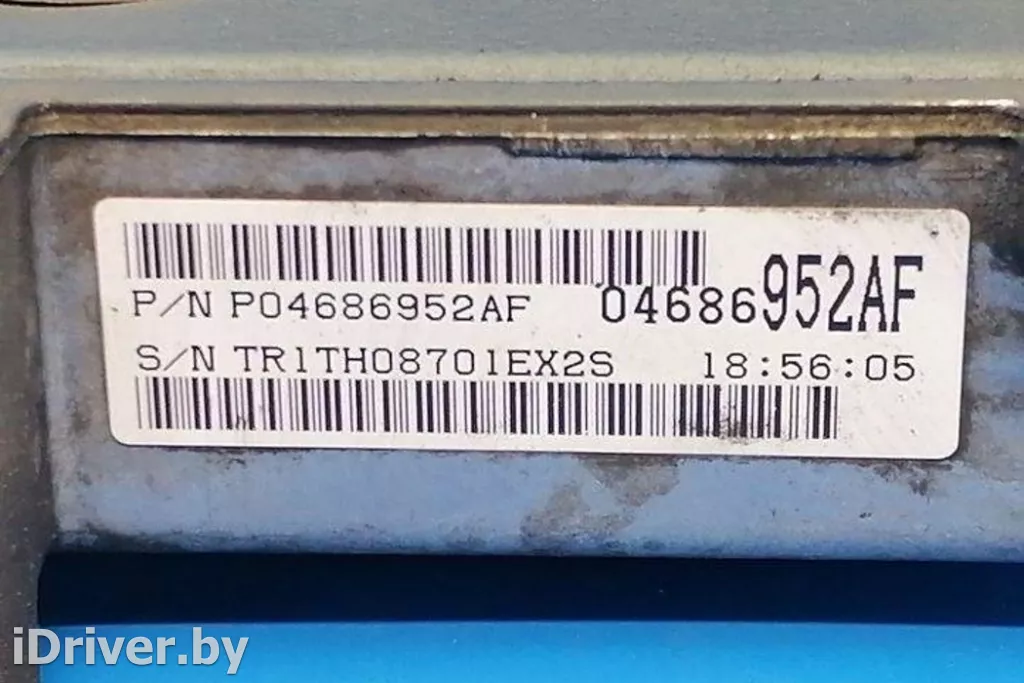 P/N P04686952AF 04686952AF
S/N TR1TH08701EX2S 18:56:05
iDriver.by